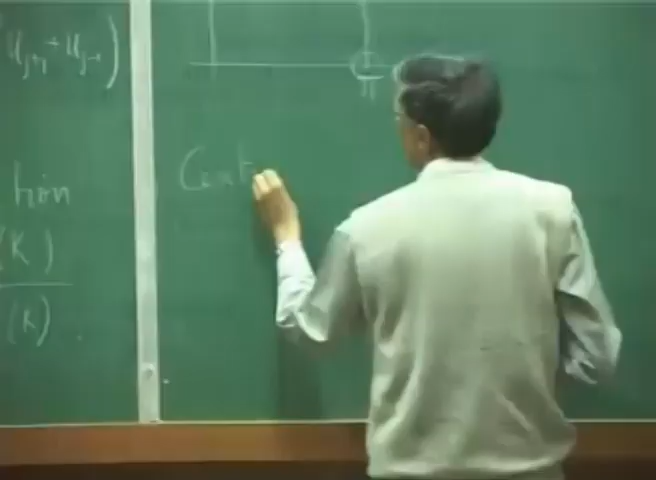 u_{j+1} + u_{j-1} )
tion
(K)
(K)
π
Cent